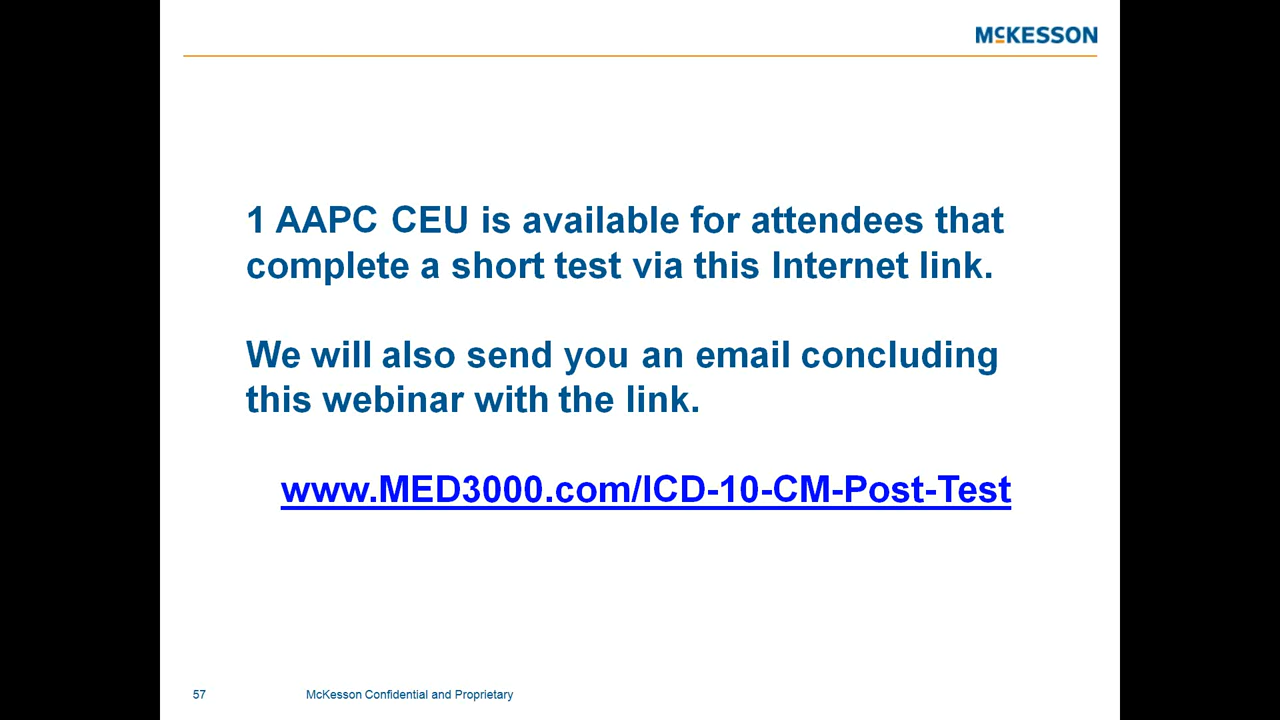 MCKESSON
1 AAPC CEU is available for attendees that
complete a short test via this Internet link.
We will also send you an email concluding
this webinar with the link.
www.MED3000.com/ICD-10-CM-Post-Test
57 McKesson Confidential and Proprietary